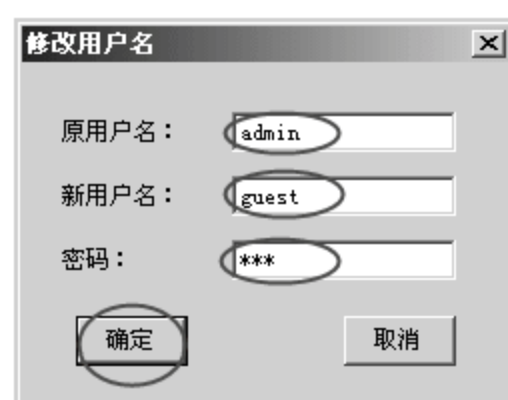 修改用户名
原用户名： admin
新用户名： guest
密码： ***
确定 取消